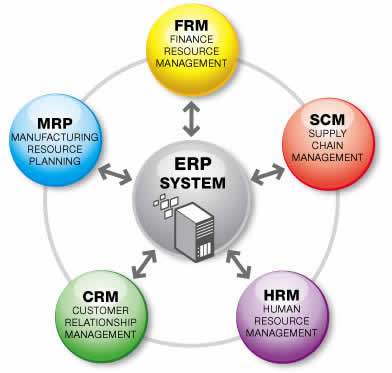 FRM
FINANCE
RESOURCE
MANAGEMENT
MRP
MANUFACTURING
RESOURCE
PLANNING
SCM
SUPPLY
CHAIN
MANAGEMENT
ERP
SYSTEM
CRM
CUSTOMER
RELATIONSHIP
MANAGEMENT
HRM
HUMAN
RESOURCE
MANAGEMENT